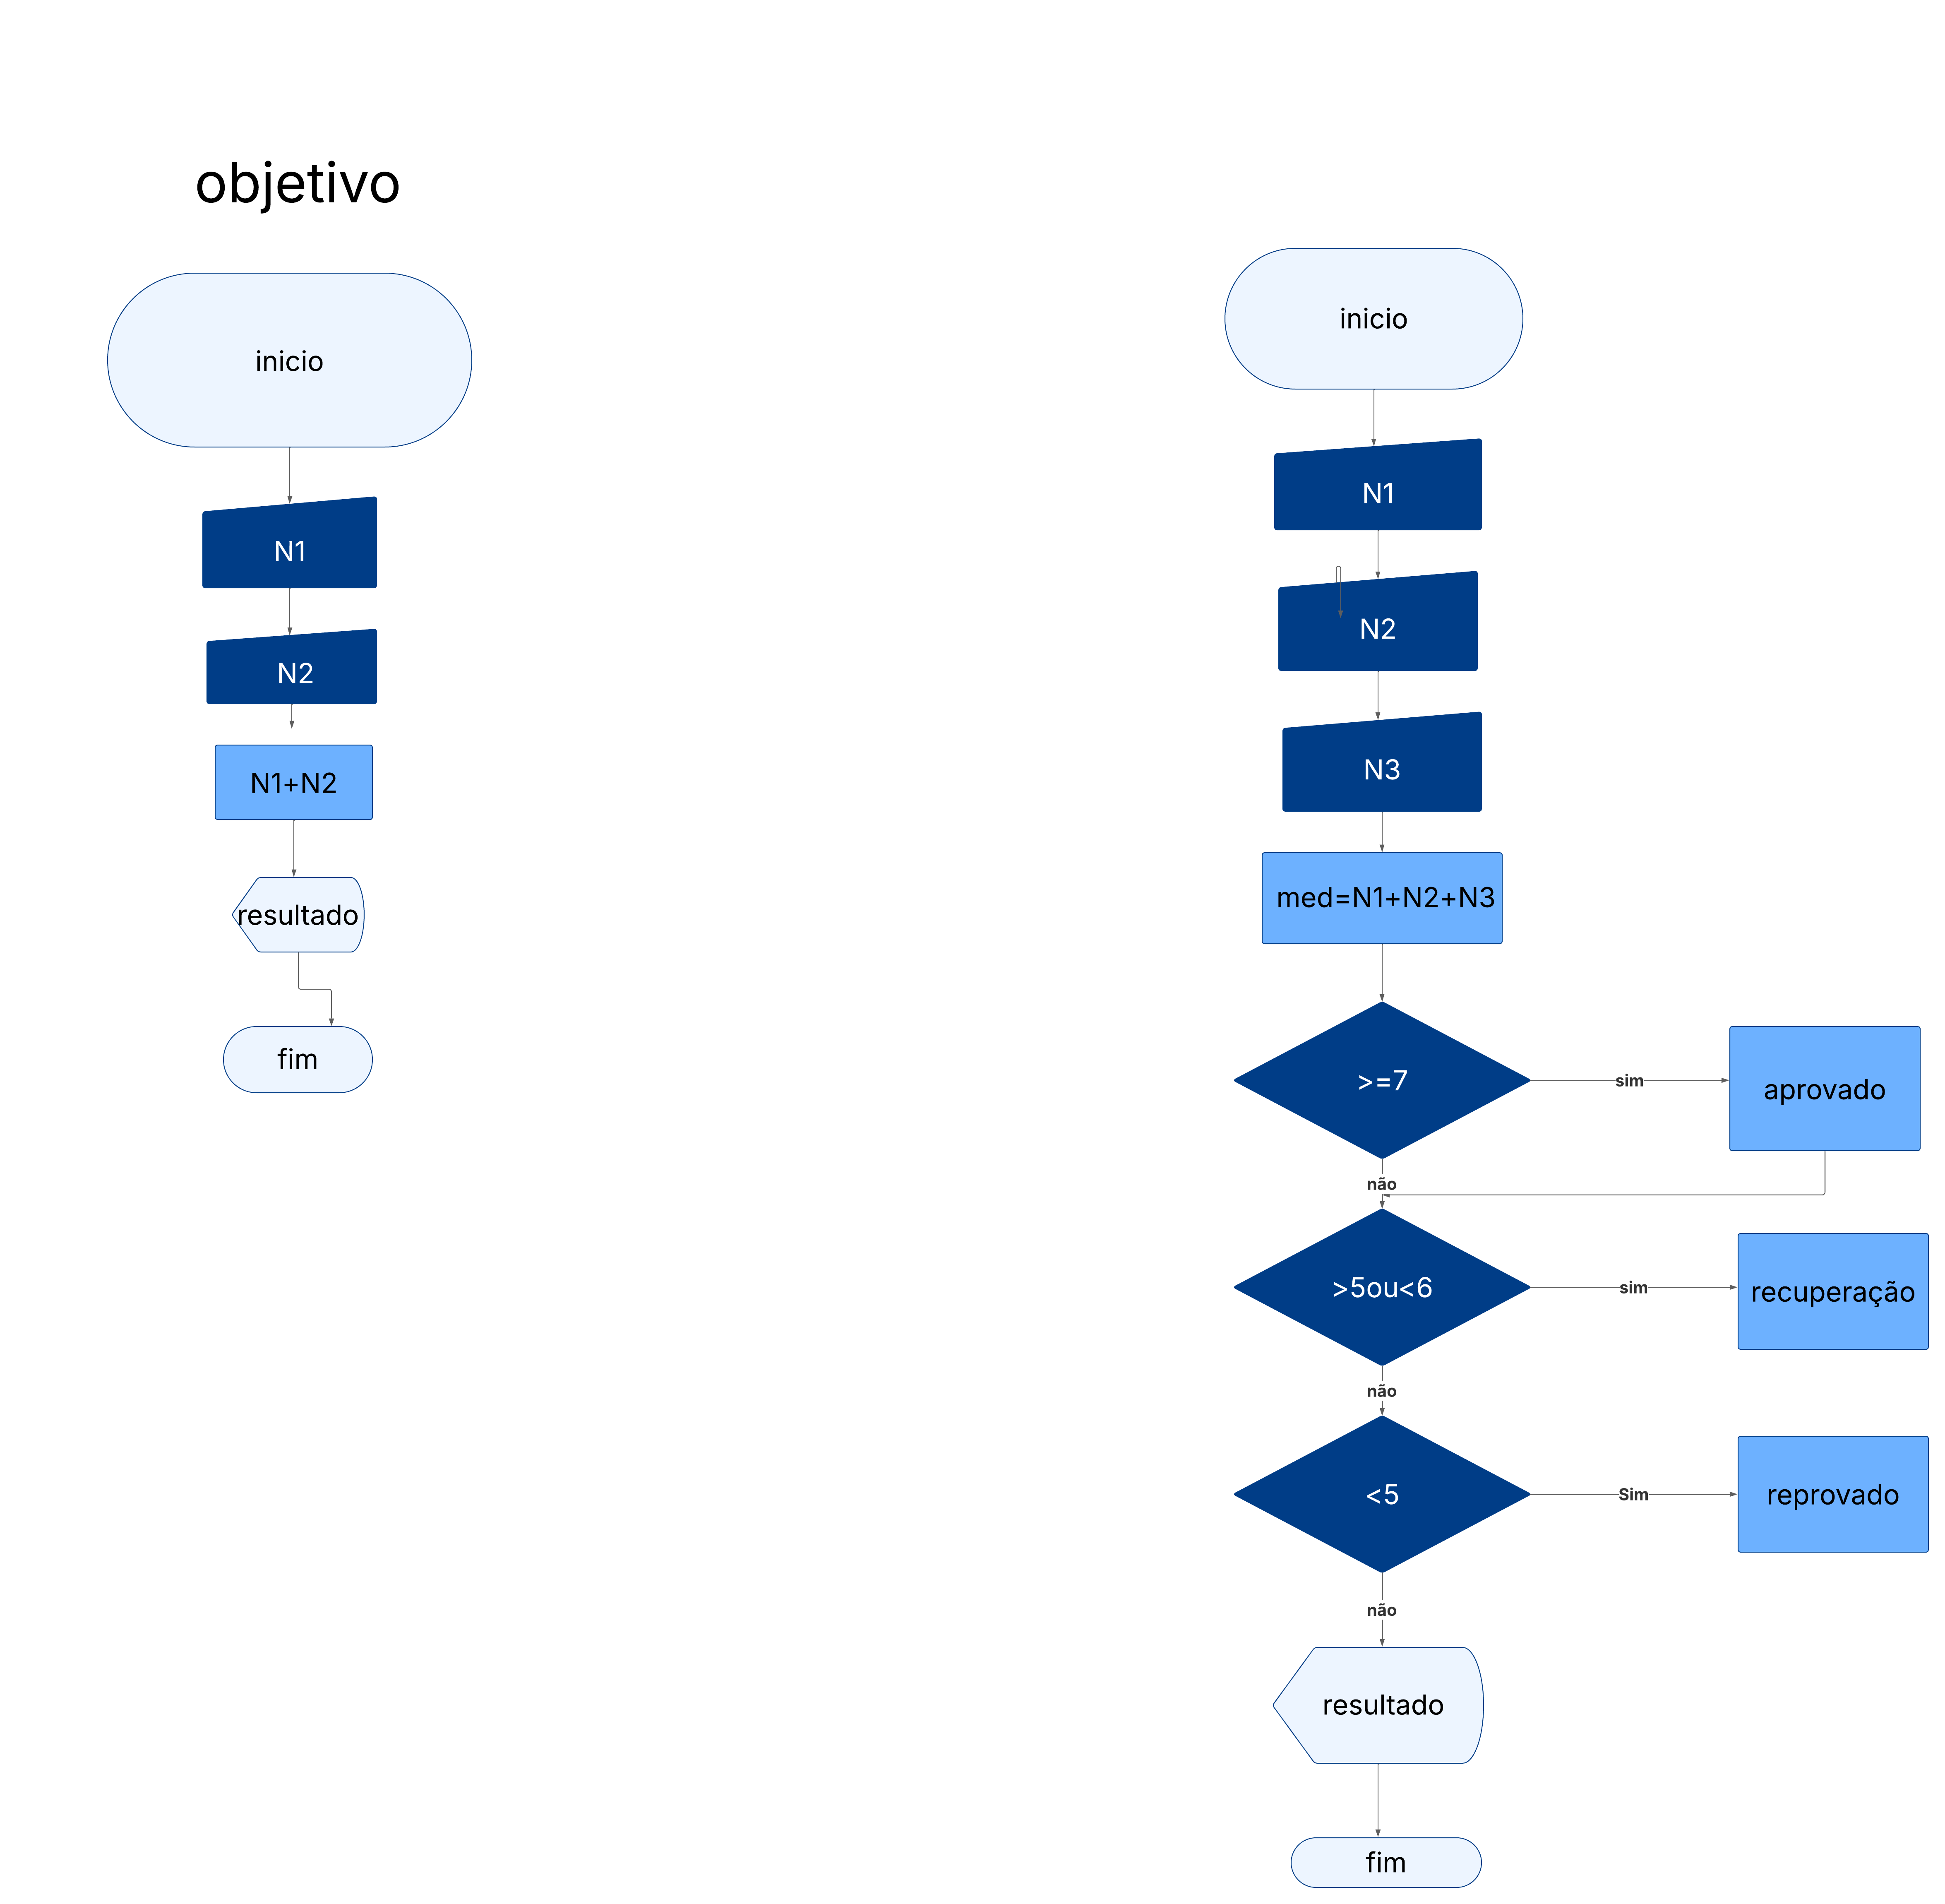 objetivo
inicio
N1
N2
N1+N2
resultado
fim
inicio
N1
N2
N3
med=N1+N2+N3
>=7
sim
aprovado
não
>5ou<6
sim
recuperação
não
<5
Sim
reprovado
não
resultado
fim